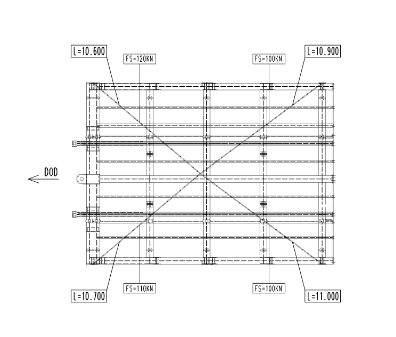 L=10.600
L=10.900
FS=120KN
FS=100KN
DOD
FS=110KN
FS=100KN
L=10.700
L=11.000